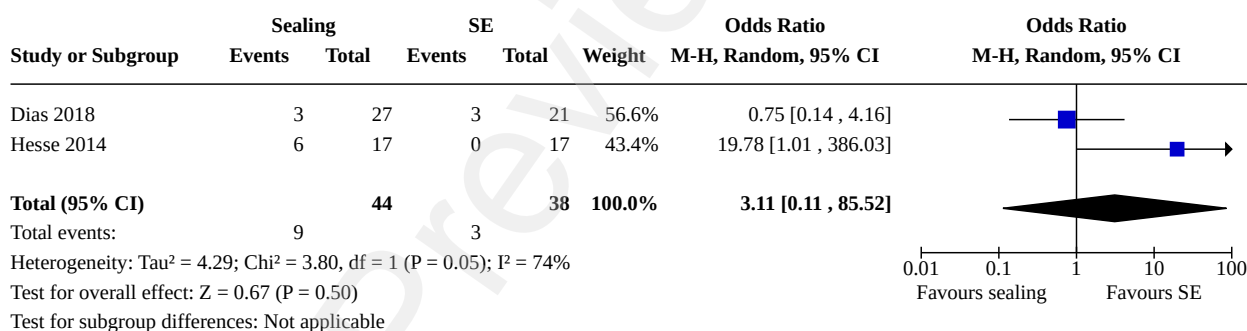 Sealing SE Odds Ratio Odds Ratio
Study or Subgroup Events Total Events Total Weight M-H, Random, 95% CI M-H, Random, 95% CI
Dias 2018 3 27 3 21 56.6% 0.75 [0.14 , 4.16]
Hesse 2014 6 17 0 17 43.4% 19.78 [1.01 , 386.03]
Total (95% CI) 44 38 100.0% 3.11 [0.11 , 85.52]
Total events: 9 3
Heterogeneity: Tau² = 4.29; Chi² = 3.80, df = 1 (P = 0.05); I² = 74%
0.01 0.1 1 10 100
Test for overall effect: Z = 0.67 (P = 0.50)
Favours sealing Favours SE
Test for subgroup differences: Not applicable
Preview